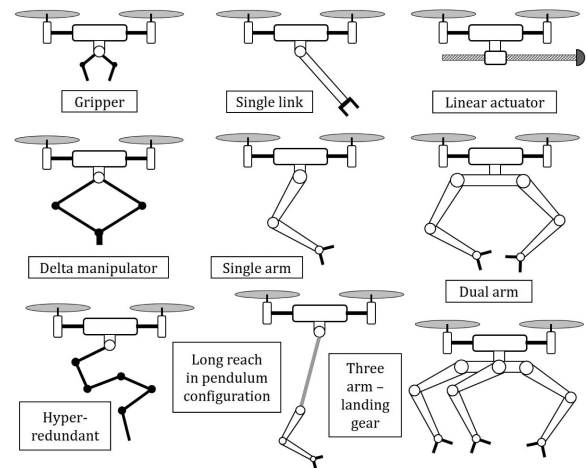 Gripper
Single link
Linear actuator
Delta manipulator
Single arm
Dual arm
Hyper-
redundant
Long reach
in pendulum
configuration
Three
arm –
landing
gear